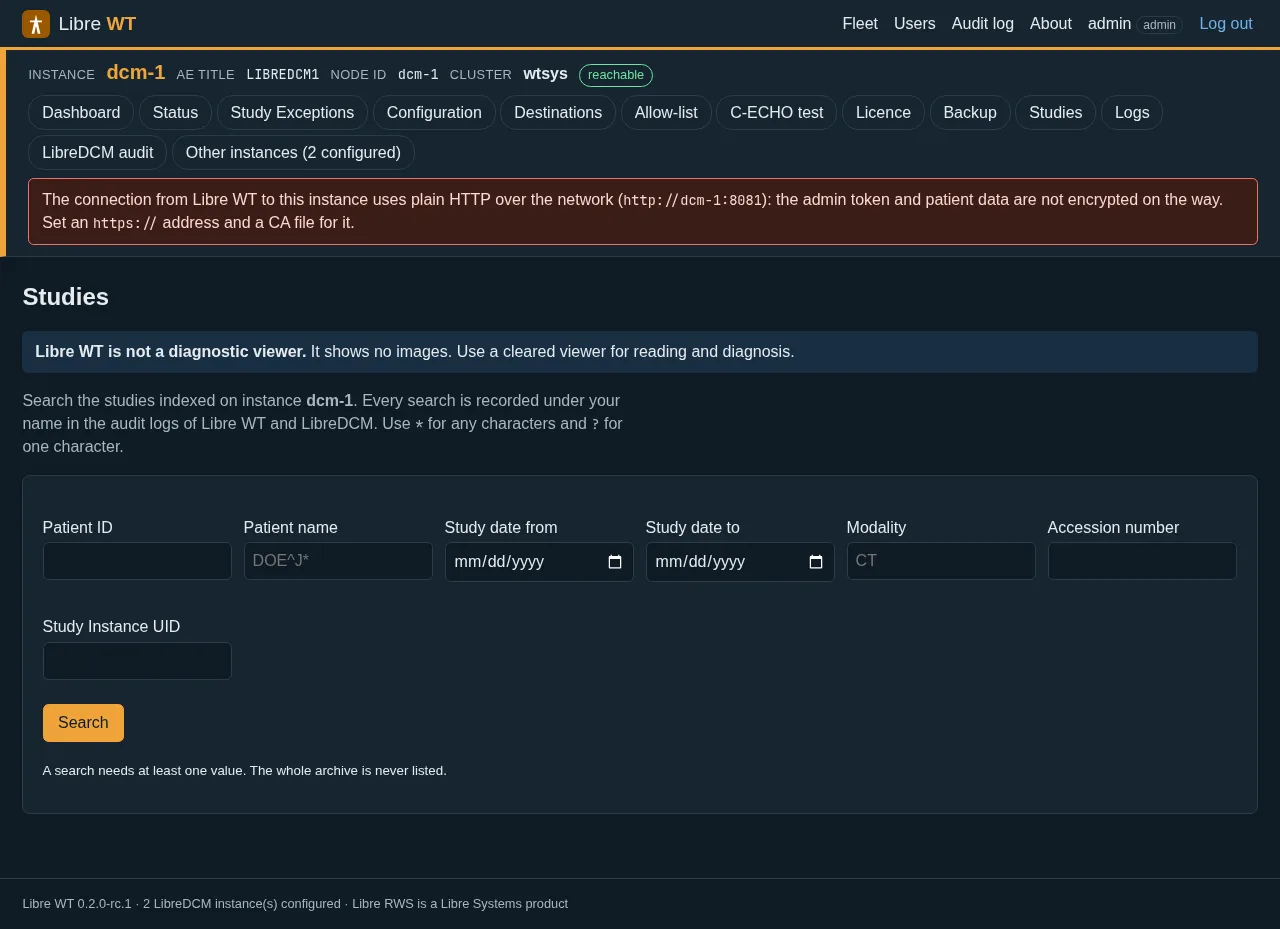 Libre WT
Fleet Users Audit log About admin admin Log out
INSTANCE dcm-1 AE TITLE LIBREDCM1 NODE ID dcm-1 CLUSTER wtsys reachable
Dashboard Status Study Exceptions Configuration Destinations Allow-list C-ECHO test Licence Backup Studies Logs
LibreDCM audit Other instances (2 configured)
The connection from Libre WT to this instance uses plain HTTP over the network (http://dcm-1:8081): the admin token and patient data are not encrypted on the way.
Set an https:// address and a CA file for it.
Studies
Libre WT is not a diagnostic viewer. It shows no images. Use a cleared viewer for reading and diagnosis.
Search the studies indexed on instance dcm-1. Every search is recorded under your
name in the audit logs of Libre WT and LibreDCM. Use * for any characters and ? for
one character.
Patient ID Patient name Study date from Study date to Modality Accession number
DOE^J* mm/dd/yyyy mm/dd/yyyy CT
Study Instance UID
Search
A search needs at least one value. The whole archive is never listed.
Libre WT 0.2.0-rc.1 · 2 LibreDCM instance(s) configured · Libre RWS is a Libre Systems product